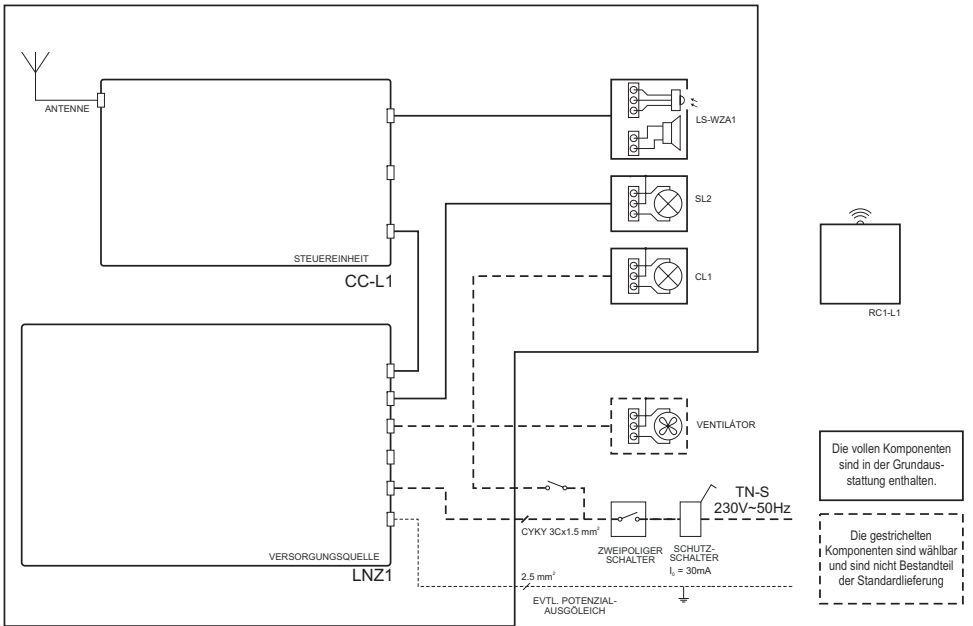 ANTENNE
LS-WZA1
SL2
STEUEREINHEIT
CC-L1
CL1
RC1-L1
VENTILÁTOR
Die vollen Komponenten
sind in der Grundaus-
stattung enthalten.
TN-S
230V~50Hz
CYKY 3Cx1.5 mm²
ZWEIPOLIGER
SCHALTER
SCHUTZ-
SCHALTER
I₀ = 30mA
Die gestrichelten
Komponenten sind wählbar
und sind nicht Bestandteil
der Standardlieferung
VERSORGUNGSQUELLE
LNZ1
2.5 mm²
EVTL. POTENZIAL-
AUSGÖLEICH